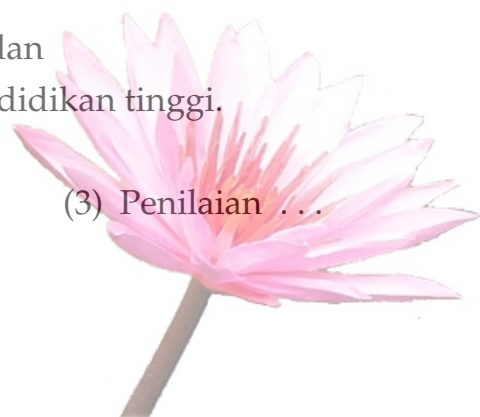 lan
didikan tinggi.
(3) Penilaian . . .